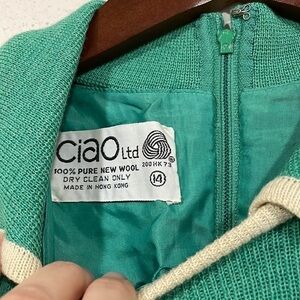 ciao Ltd
100% PURE NEW WOOL
DRY CLEAN ONLY
MADE IN HONG KONG
14